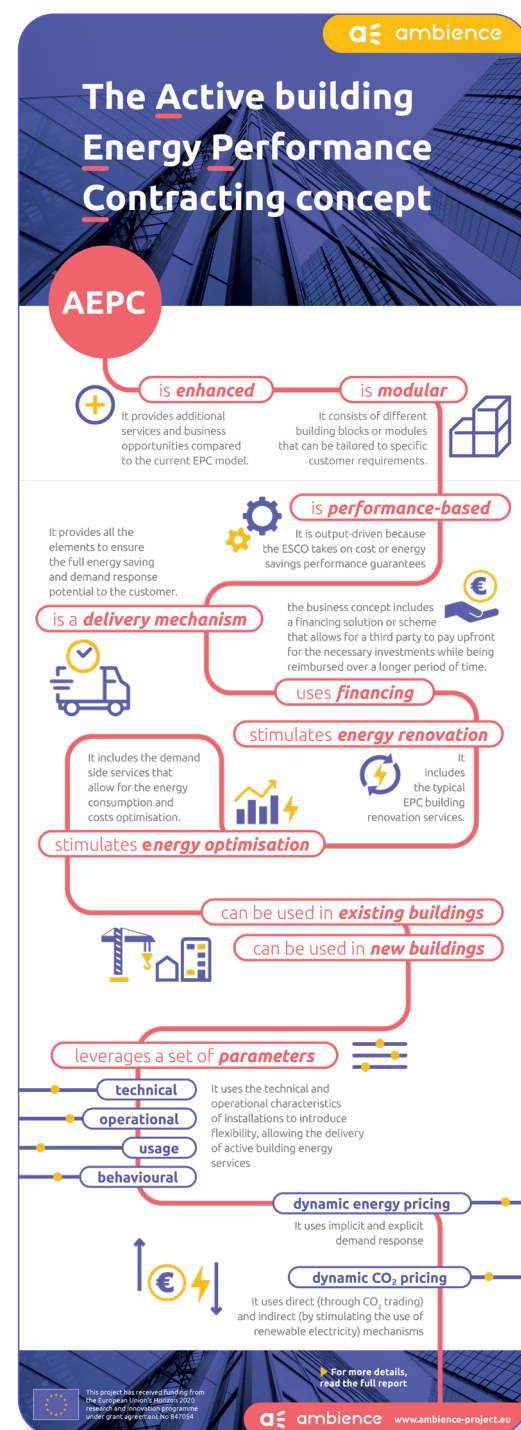 ambience
The Active building
Energy Performance
Contracting concept
AEPC
is enhanced
It provides additional
services and business
opportunities compared
to the current EPC model.
is modular
It consists of different
building blocks or modules
that can be tailored to specific
customer requirements.
is performance-based
It is output-driven because
the ESCO takes on cost or energy
savings performance guarantees
It provides all the
elements to ensure
the full energy saving
and demand response
potential to the customer.
is a delivery mechanism
€
the business concept includes
a financing solution or scheme
that allows for a third party to pay upfront
for the necessary investments while being
reimbursed over a longer period of time.
uses financing
stimulates energy renovation
It
includes
the typical
EPC building
renovation services.
It includes the demand
side services that
allow for the energy
consumption and
costs optimisation.
stimulates energy optimisation
can be used in existing buildings
can be used in new buildings
leverages a set of parameters
technical
operational
usage
behavioural
It uses the technical and
operational characteristics
of installations to introduce
flexibility, allowing the delivery
of active building energy
services
dynamic energy pricing
It uses implicit and explicit
demand response
€
dynamic CO₂ pricing
It uses direct (through CO₂ trading)
and indirect (by stimulating the use of
renewable electricity) mechanisms
For more details,
read the full report
This project has received funding from
the European Union's Horizon 2020
research and innovation programme
under grant agreement No 847054
ambience www.ambience-project.eu